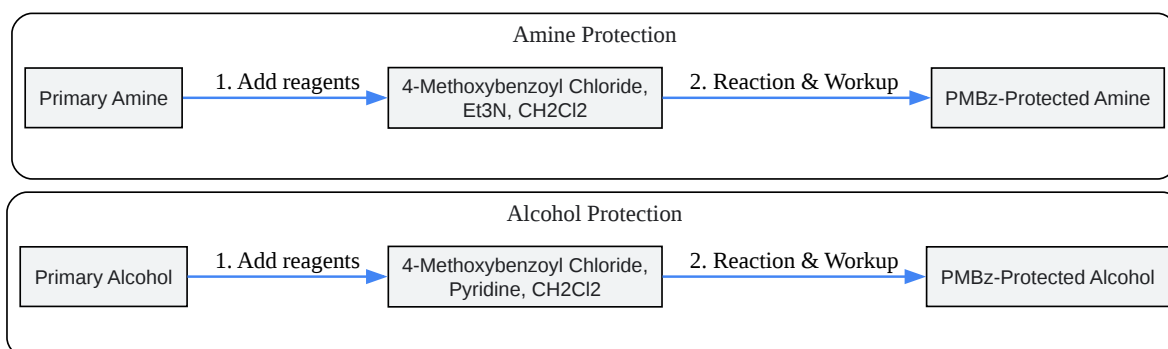 Amine Protection
Primary Amine
1. Add reagents
4-Methoxybenzoyl Chloride,
Et3N, CH2Cl2
2. Reaction & Workup
PMBz-Protected Amine
Alcohol Protection
Primary Alcohol
1. Add reagents
4-Methoxybenzoyl Chloride,
Pyridine, CH2Cl2
2. Reaction & Workup
PMBz-Protected Alcohol